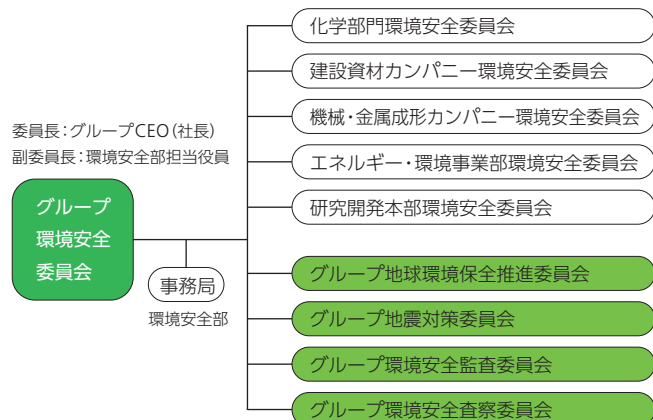 化学部門環境安全委員会
建設資材カンパニー環境安全委員会
機械・金属成形カンパニー環境安全委員会
エネルギー・環境事業部環境安全委員会
研究開発本部環境安全委員会
委員長：グループCEO（社長）
副委員長：環境安全部担当役員
グループ
環境安全
委員会
事務局
環境安全部
グループ地球環境保全推進委員会
グループ地震対策委員会
グループ環境安全監査委員会
グループ環境安全査察委員会